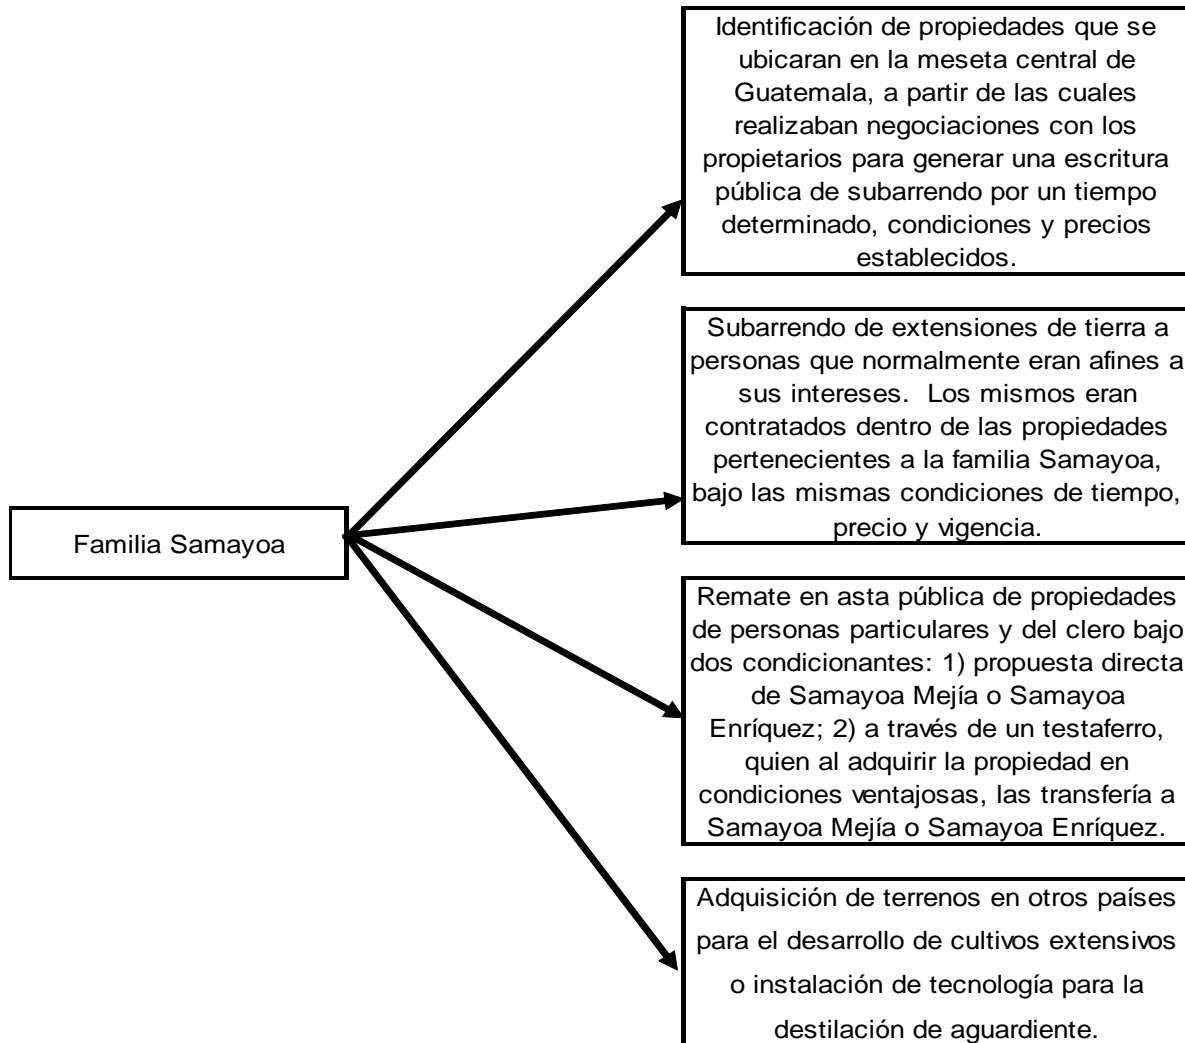 Identificación de propiedades que se
ubicaran en la meseta central de
Guatemala, a partir de las cuales
realizaban negociaciones con los
propietarios para generar una escritura
pública de subarrendo por un tiempo
determinado, condiciones y precios
establecidos.
Subarrendo de extensiones de tierra a
personas que normalmente eran afines a
sus intereses.  Los mismos eran
contratados dentro de las propiedades
pertenecientes a la familia Samayoa,
bajo las mismas condiciones de tiempo,
precio y vigencia.
Familia Samayoa
Remate en asta pública de propiedades
de personas particulares y del clero bajo
dos condicionantes: 1) propuesta directa
de Samayoa Mejía o Samayoa
Enríquez; 2) a través de un testaferro,
quien al adquirir la propiedad en
condiciones ventajosas, las transfería a
Samayoa Mejía o Samayoa Enríquez.
Adquisición de terrenos en otros países
para el desarrollo de cultivos extensivos
o instalación de tecnología para la
destilación de aguardiente.